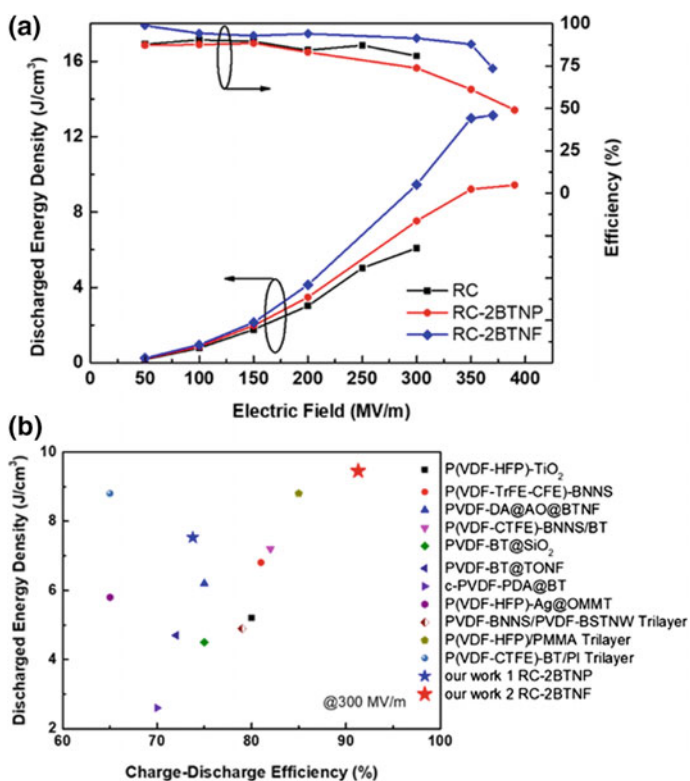 (a)
100
75
50
25
0
Efficiency (%)
16
12
8
4
0
Discharged Energy Density (J/cm³)
RC
RC-2BTNP
RC-2BTNF
0 50 100 150 200 250 300 350 400
Electric Field (MV/m)
(b)
10
8
6
4
2
Discharged Energy Density (J/cm³)
P(VDF-HFP)-TiO₂
P(VDF-TrFE-CFE)-BNNS
PVDF-DA@AO@BTNF
P(VDF-CTFE)-BNNS/BT
PVDF-BT@SiO₂
PVDF-BT@TONF
c-PVDF-PDA@BT
P(VDF-HFP)-Ag@OMMT
PVDF-BNNS/PVDF-BSTNW Trilayer
P(VDF-HFP)/PMMA Trilayer
P(VDF-CTFE)-BT/PI Trilayer
our work 1 RC-2BTNP
our work 2 RC-2BTNF
@300 MV/m
60 70 80 90 100
Charge-Discharge Efficiency (%)